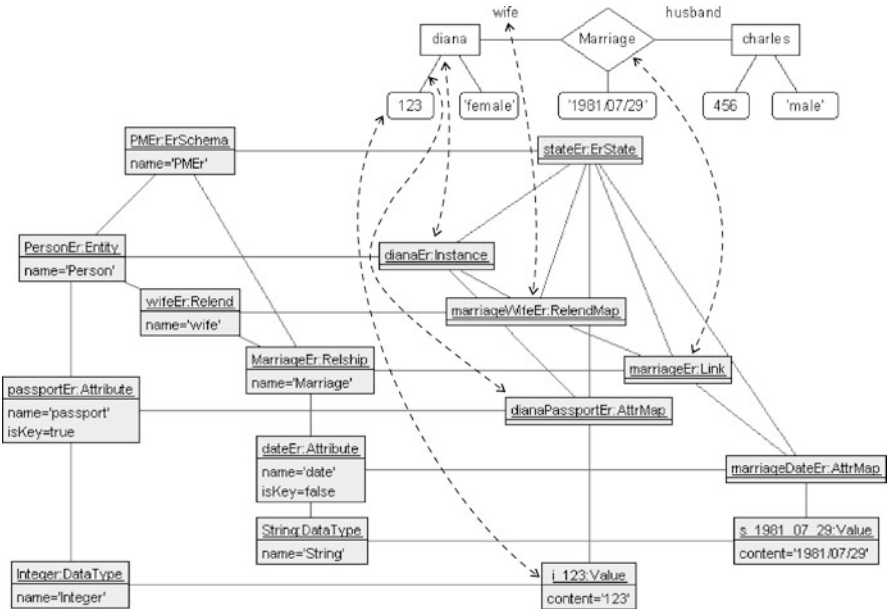 wife
husband
diana
Marriage
charles
123
'female'
'1981/07/29'
456
'male'
PMEr:ErSchema
name='PMEr'
stateEr:ErState
PersonEr:Entity
name='Person'
dianaEr:Instance
wifeEr:Relend
name='wife'
marriageWifeEr:RelendMap
MarriageEr:Relship
name='Marriage'
marriageEr:Link
passportEr:Attribute
name='passport'
isKey=true
dianaPassportEr:AttrMap
dateEr:Attribute
name='date'
isKey=false
marriageDateEr:AttrMap
String:DataType
name='String'
s_1981_07_29:Value
content='1981/07/29'
Integer:DataType
name='Integer'
i_123:Value
content='123'